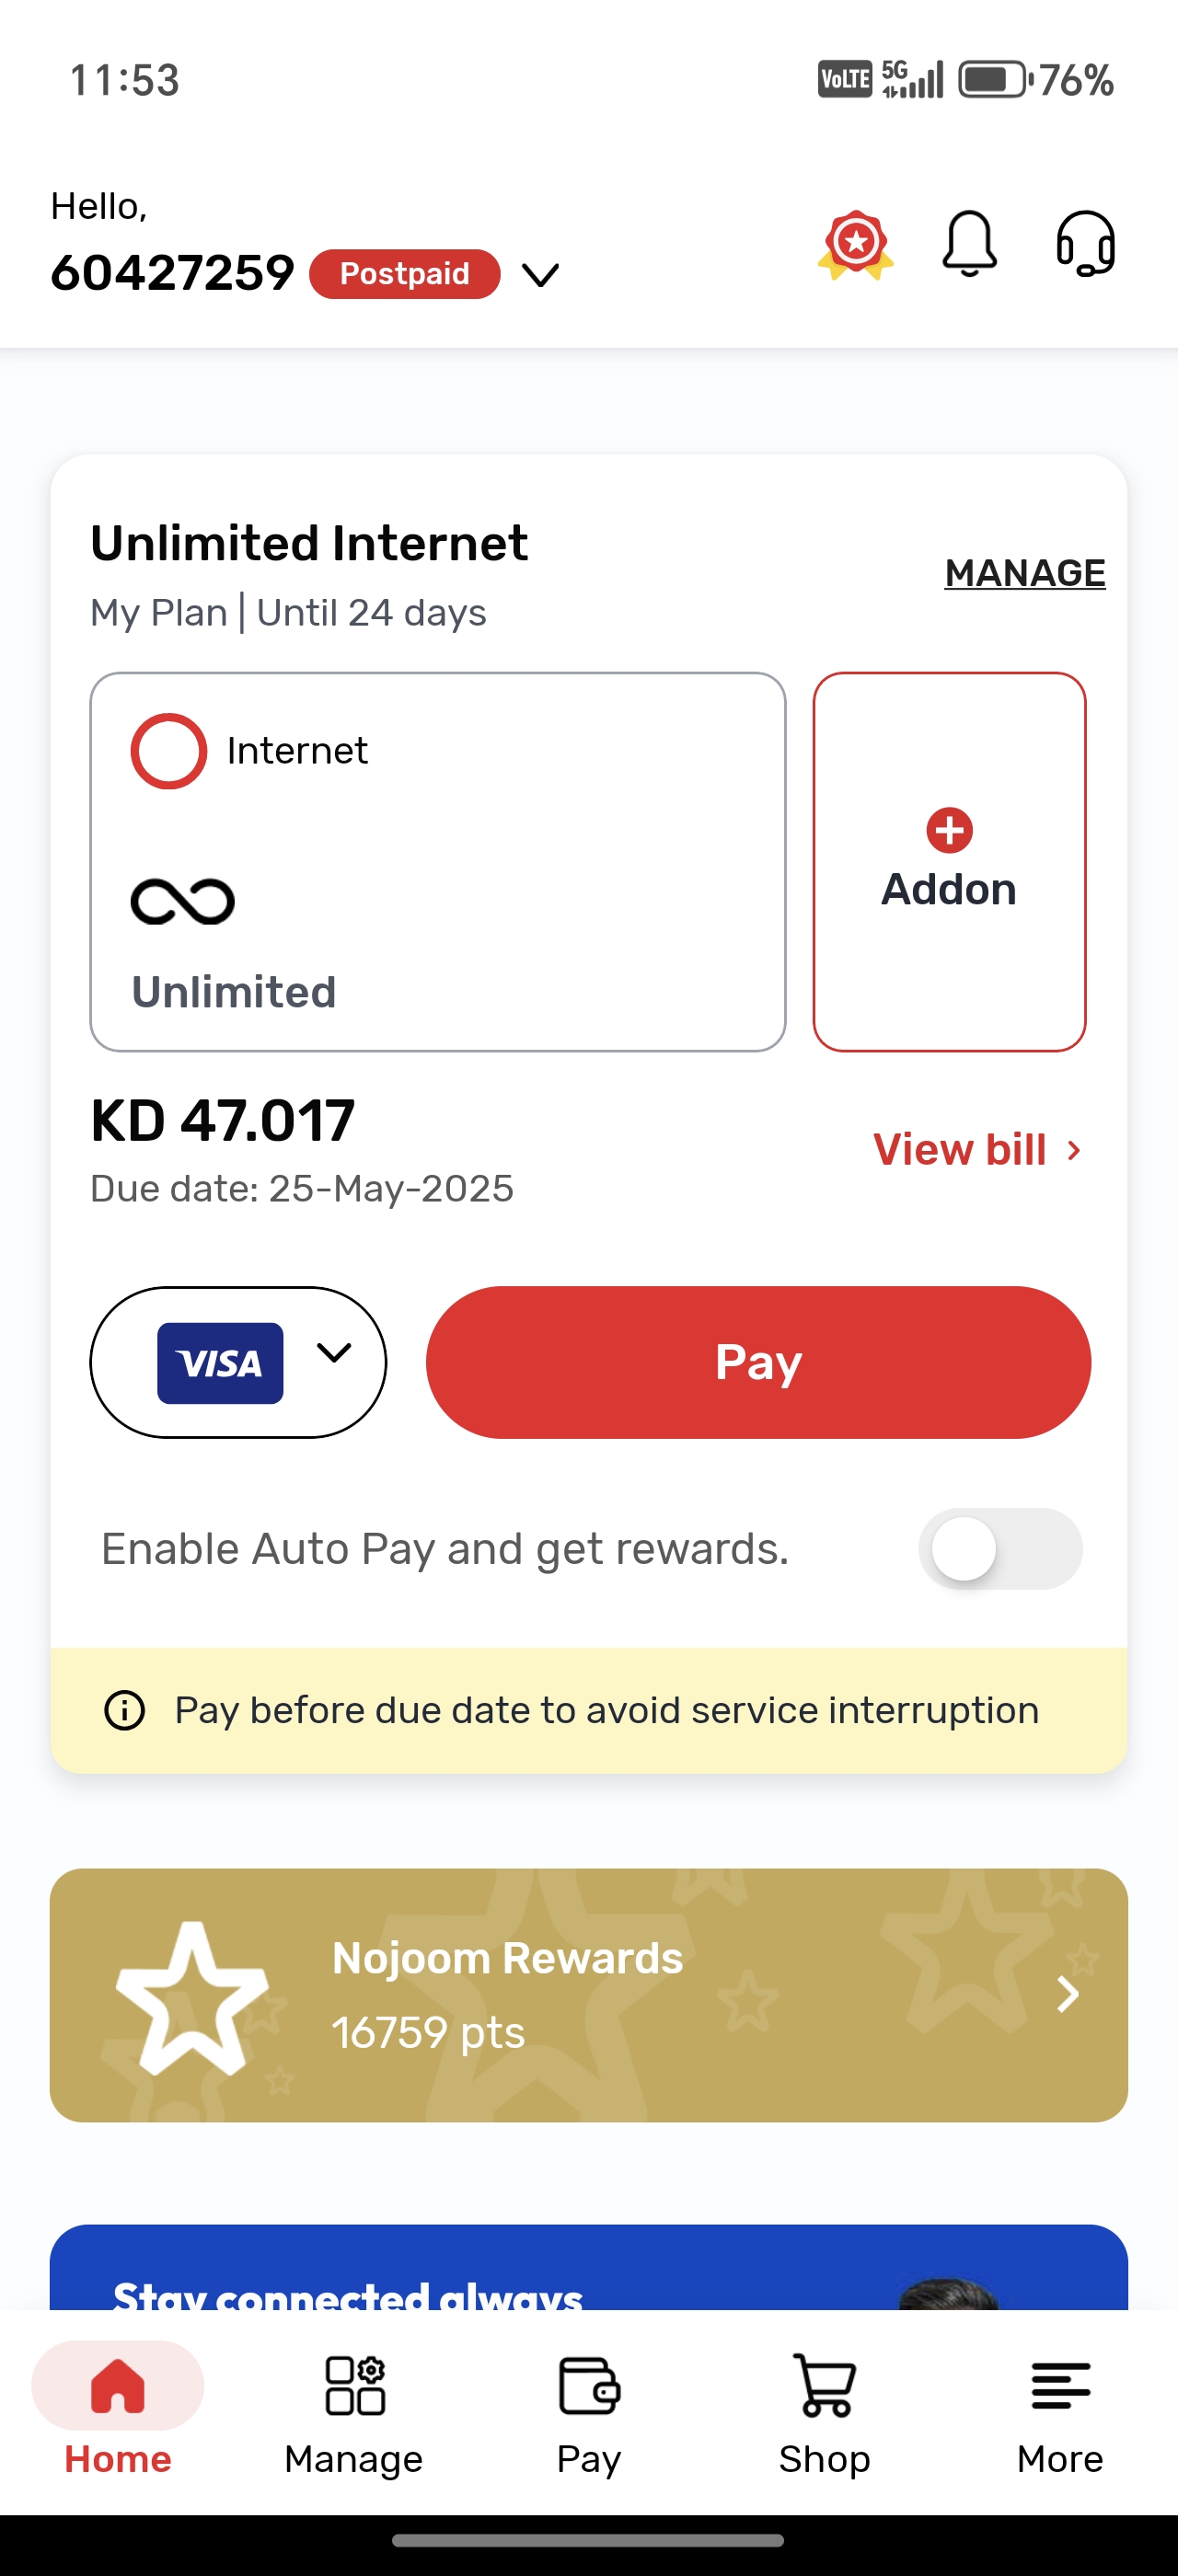 11:53
VoLTE 5G 76%
Hello,
60427259 Postpaid
Unlimited Internet
MANAGE
My Plan | Until 24 days
Internet
Addon
Unlimited
KD 47.017
View bill
Due date: 25-May-2025
VISA
Pay
Enable Auto Pay and get rewards.
Pay before due date to avoid service interruption
Nojoom Rewards
16759 pts
Stay connected always
Home Manage Pay Shop More